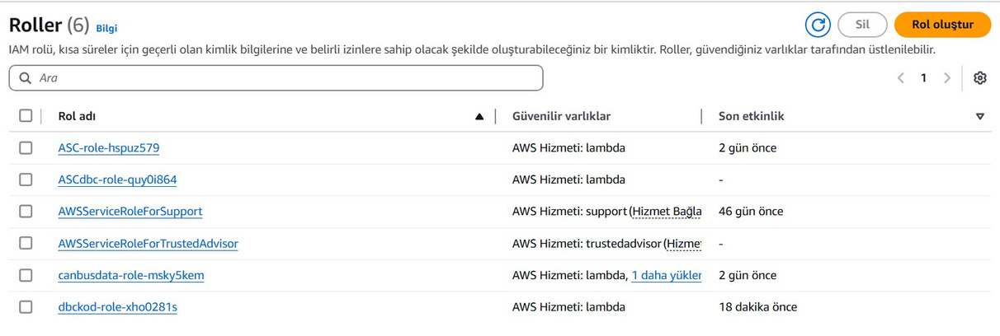 Roller (6) Bilgi
Sil
Rol oluştur
IAM rolü, kısa süreler için geçerli olan kimlik bilgilerine ve belirli izinlere sahip olacak şekilde oluşturabileceğiniz bir kimliktir. Roller, güvendiğiniz varlıklar tarafından üstlenilebilir.
Ara
1
Rol adı Güvenilir varlıklar Son etkinlik
ASC-role-hspuz579 AWS Hizmeti: lambda 2 gün önce
ASCdbc-role-quy0i864 AWS Hizmeti: lambda -
AWSServiceRoleForSupport AWS Hizmeti: support (Hizmet Bağla 46 gün önce
AWSServiceRoleForTrustedAdvisor AWS Hizmeti: trustedadvisor (Hizme -
canbusdata-role-msky5kem AWS Hizmeti: lambda, 1 daha yükler 2 gün önce
dbckod-role-xho0281s AWS Hizmeti: lambda 18 dakika önce